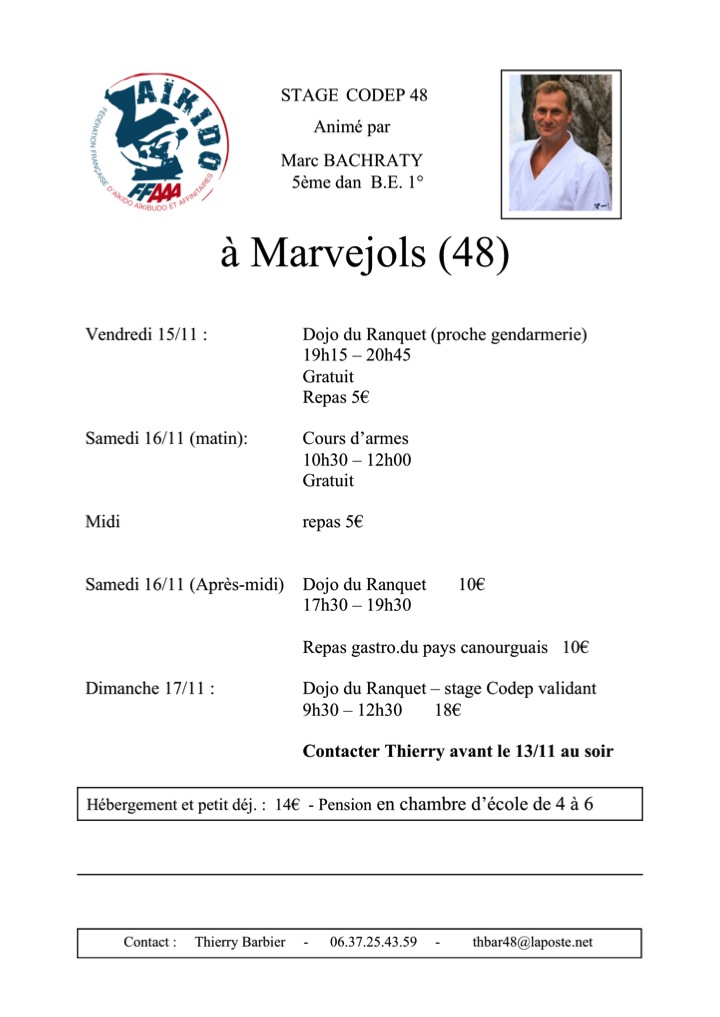 AÏKIDO
FFAAA
FÉDÉRATION FRANÇAISE
D'AÏKIDO AÏKIBUDO ET AFFINITAIRES
STAGE CODEP 48
Animé par
Marc BACHRATY
5ème dan B.E. 1°
à Marvejols (48)
Vendredi 15/11 : Dojo du Ranquet (proche gendarmerie)
19h15 – 20h45
Gratuit
Repas 5€
Samedi 16/11 (matin): Cours d'armes
10h30 – 12h00
Gratuit
Midi repas 5€
Samedi 16/11 (Après-midi) Dojo du Ranquet 10€
17h30 – 19h30
Repas gastro.du pays canourguais 10€
Dimanche 17/11 : Dojo du Ranquet – stage Codep validant
9h30 – 12h30 18€
Contacter Thierry avant le 13/11 au soir
Hébergement et petit déj. : 14€ - Pension en chambre d'école de 4 à 6
Contact : Thierry Barbier - 06.37.25.43.59 - thbar48@laposte.net